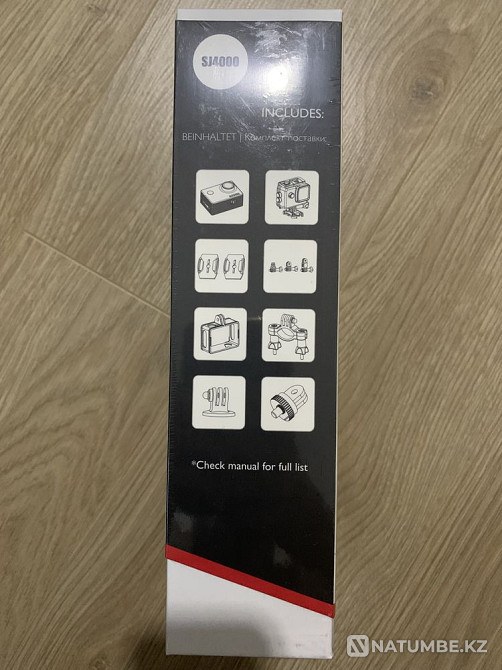 SJ4000
INCLUDES:
BEINHALTET | Комплект поставки:
*Check manual for full list
NATUMBE.KZ